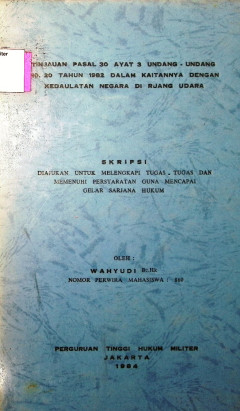 TINJAUAN PASAL 30 AYAT 3 UNDANG - UNDANG
NO. 20 TAHUN 1982 DALAM KAITANNYA DENGAN
KEDAULATAN NEGARA DI RUANG UDARA
SKRIPSI
DIAJUKAN UNTUK MELENGKAPI TUGAS - TUGAS DAN
MEMENUHI PERSYARATAN GUNA MENCAPAI
GELAR SARJANA HUKUM
OLEH :
WAHYUDI
NOMOR PERWIRA MAHASISWA :
PERGURUAN TINGGI HUKUM MILITER
JAKARTA
1984